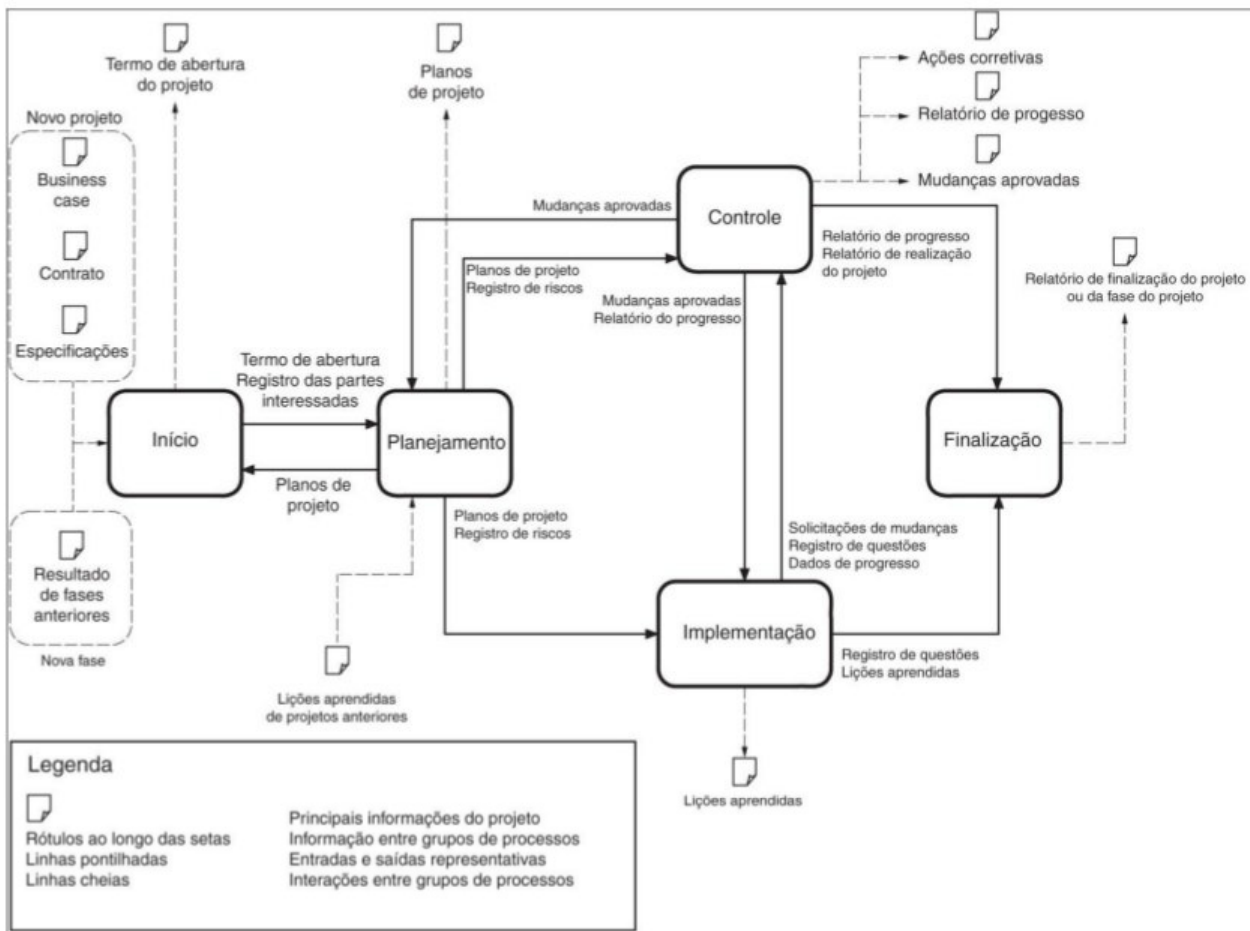 Termo de abertura
do projeto
Novo projeto
Business
case
Contrato
Especificações
Início
Resultado
de fases
anteriores
Nova fase
Termo de abertura
Registro das partes
interessadas
Planos de
projeto
Planos
de projeto
Planejamento
Lições aprendidas
de projetos anteriores
Mudanças aprovadas
Planos de projeto
Registro de riscos
Planos de projeto
Registro de riscos
Controle
Ações corretivas
Relatório de progesso
Mudanças aprovadas
Mudanças aprovadas
Relatório do progresso
Relatório de progresso
Relatório de realização
do projeto
Solicitações de mudanças
Registro de questões
Dados de progresso
Implementação
Lições aprendidas
Registro de questões
Lições aprendidas
Finalização
Relatório de finalização do projeto
ou da fase do projeto
Legenda
Principais informações do projeto
Rótulos ao longo das setas Informação entre grupos de processos
Linhas pontilhadas Entradas e saídas representativas
Linhas cheias Interações entre grupos de processos